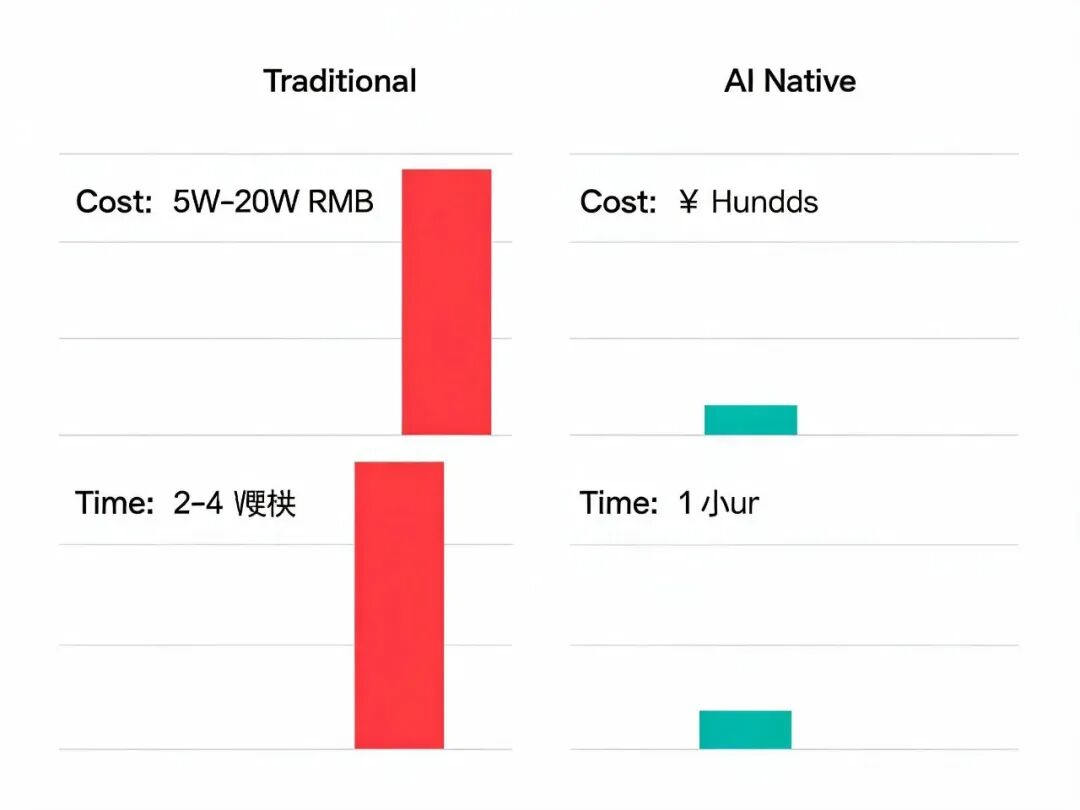 Traditional
AI Native
Cost: 5W–20W RMB
Cost: ¥ Hundds
Time: 2–4
Time: 1 小ur